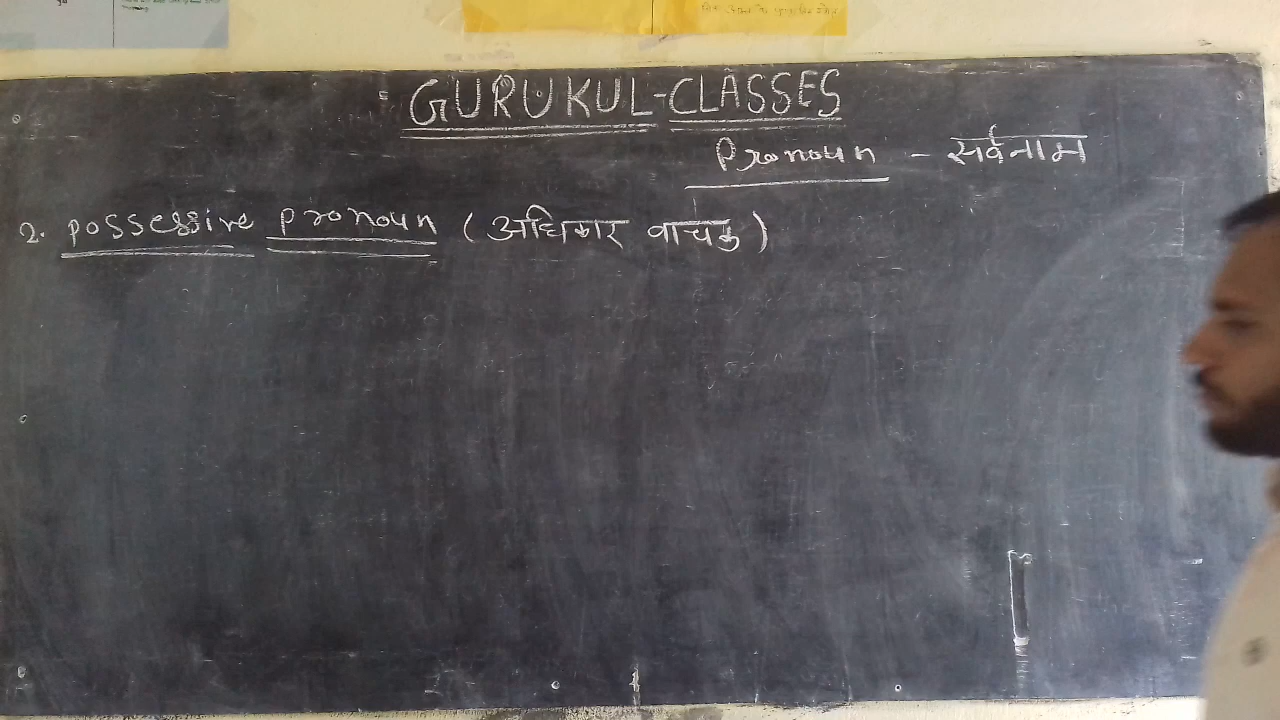 GURUKUL-CLASSES
Pronoun - सर्वनाम
2. possessive pronoun (अधिकार वाचक)